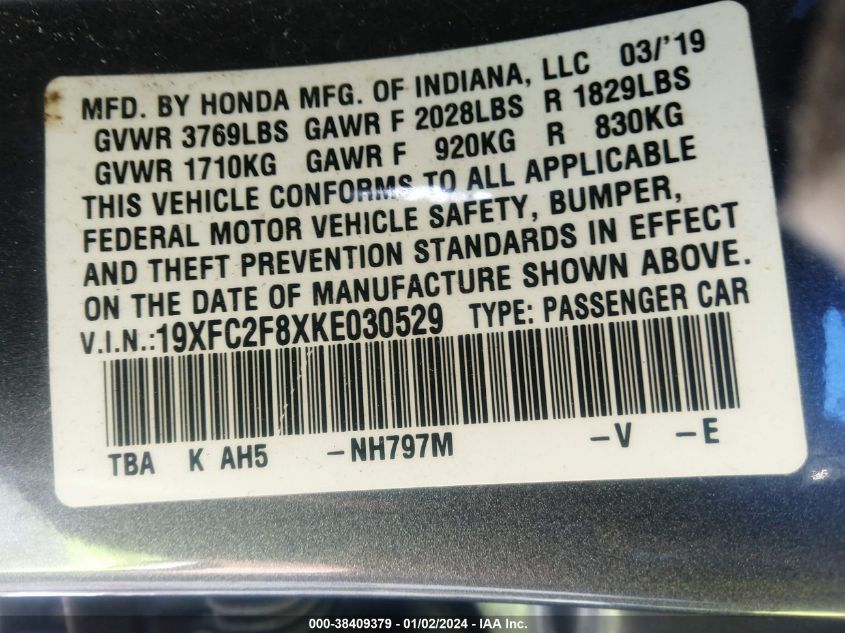 MFD. BY HONDA MFG. OF INDIANA, LLC 03/'19
GVWR 3769LBS GAWR F 2028LBS R 1829LBS
GVWR 1710KG GAWR F 920KG R 830KG
THIS VEHICLE CONFORMS TO ALL APPLICABLE
FEDERAL MOTOR VEHICLE SAFETY, BUMPER,
AND THEFT PREVENTION STANDARDS IN EFFECT
ON THE DATE OF MANUFACTURE SHOWN ABOVE.
V.I.N.:19XFC2F8XKE030529 TYPE: PASSENGER CAR
TBA K AH5 -NH797M -V -E
000-38409379 - 01/02/2024 - IAA Inc.